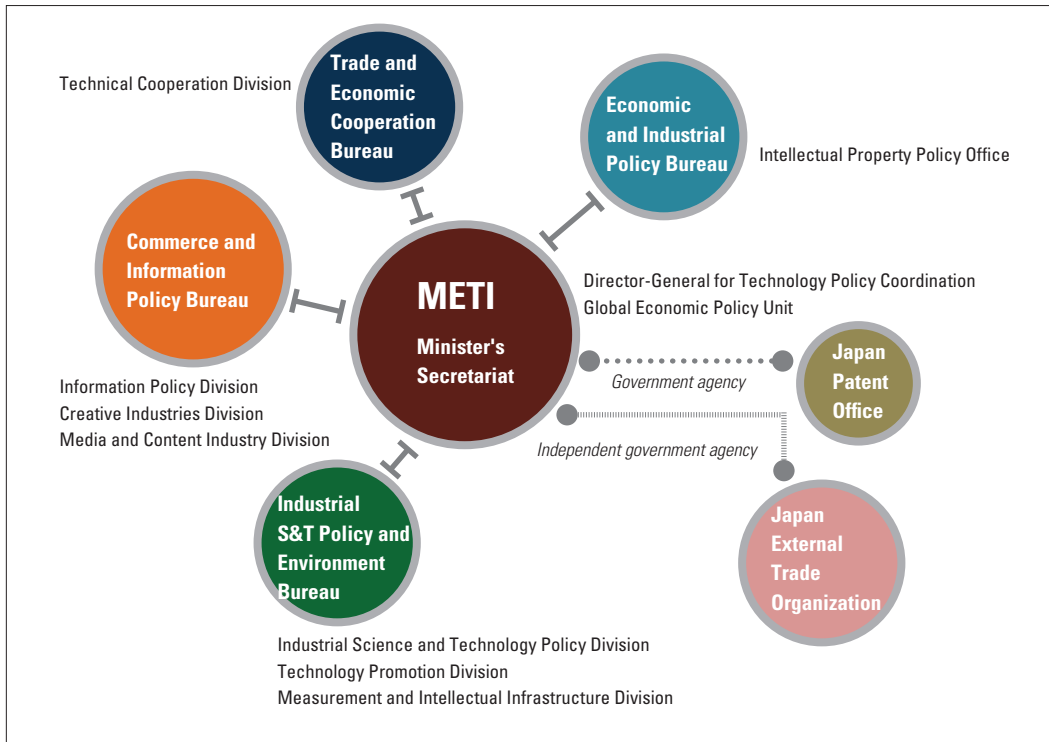 Technical Cooperation Division
Trade and
Economic
Cooperation
Bureau
Economic
and Industrial
Policy Bureau
Intellectual Property Policy Office
Commerce and
Information
Policy Bureau
Information Policy Division
Creative Industries Division
Media and Content Industry Division
METI
Minister's
Secretariat
Director-General for Technology Policy Coordination
Global Economic Policy Unit
Government agency
Japan
Patent
Office
Independent government agency
Japan
External
Trade
Organization
Industrial
S&T Policy and
Environment
Bureau
Industrial Science and Technology Policy Division
Technology Promotion Division
Measurement and Intellectual Infrastructure Division